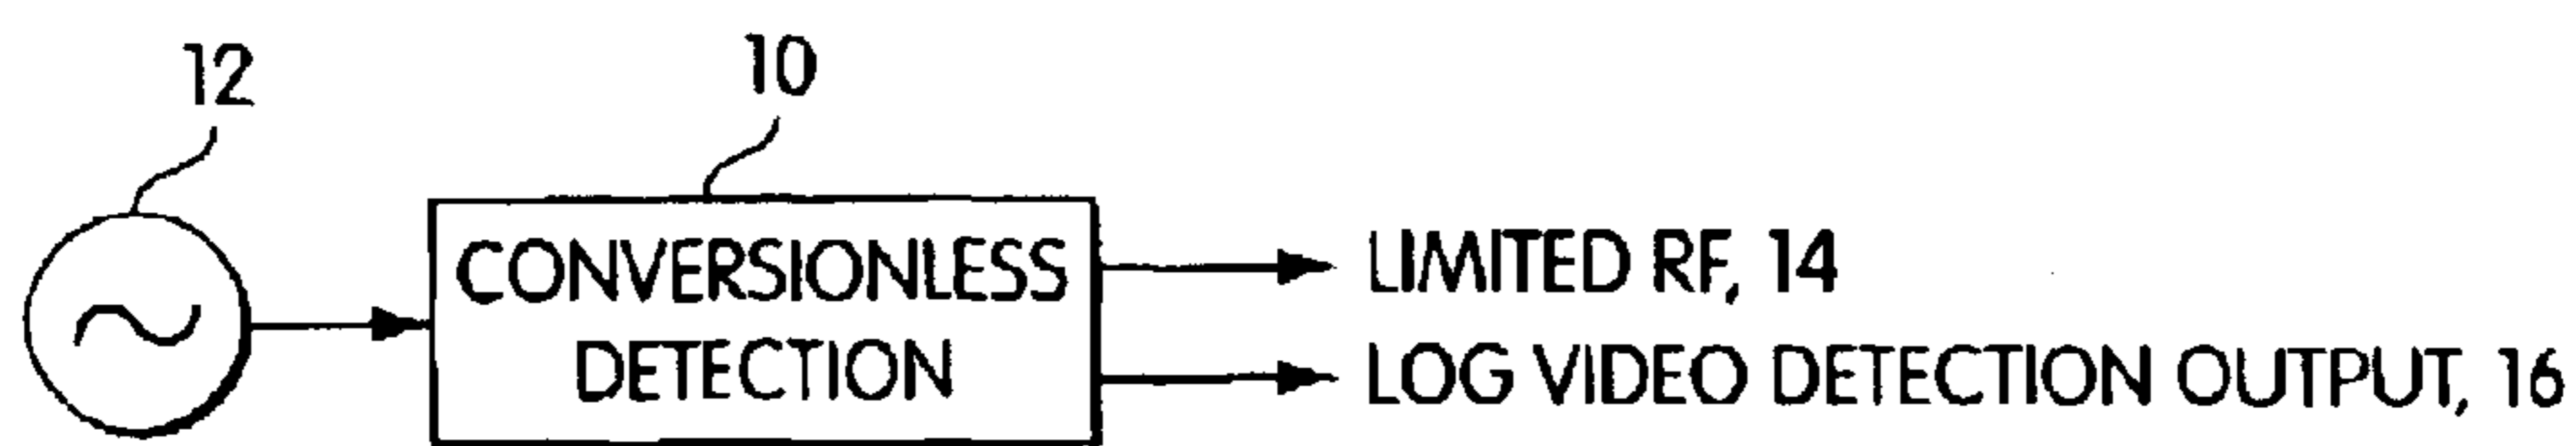 12
10
CONVERSIONLESS
DETECTION
LIMITED RF, 14
LOG VIDEO DETECTION OUTPUT, 16